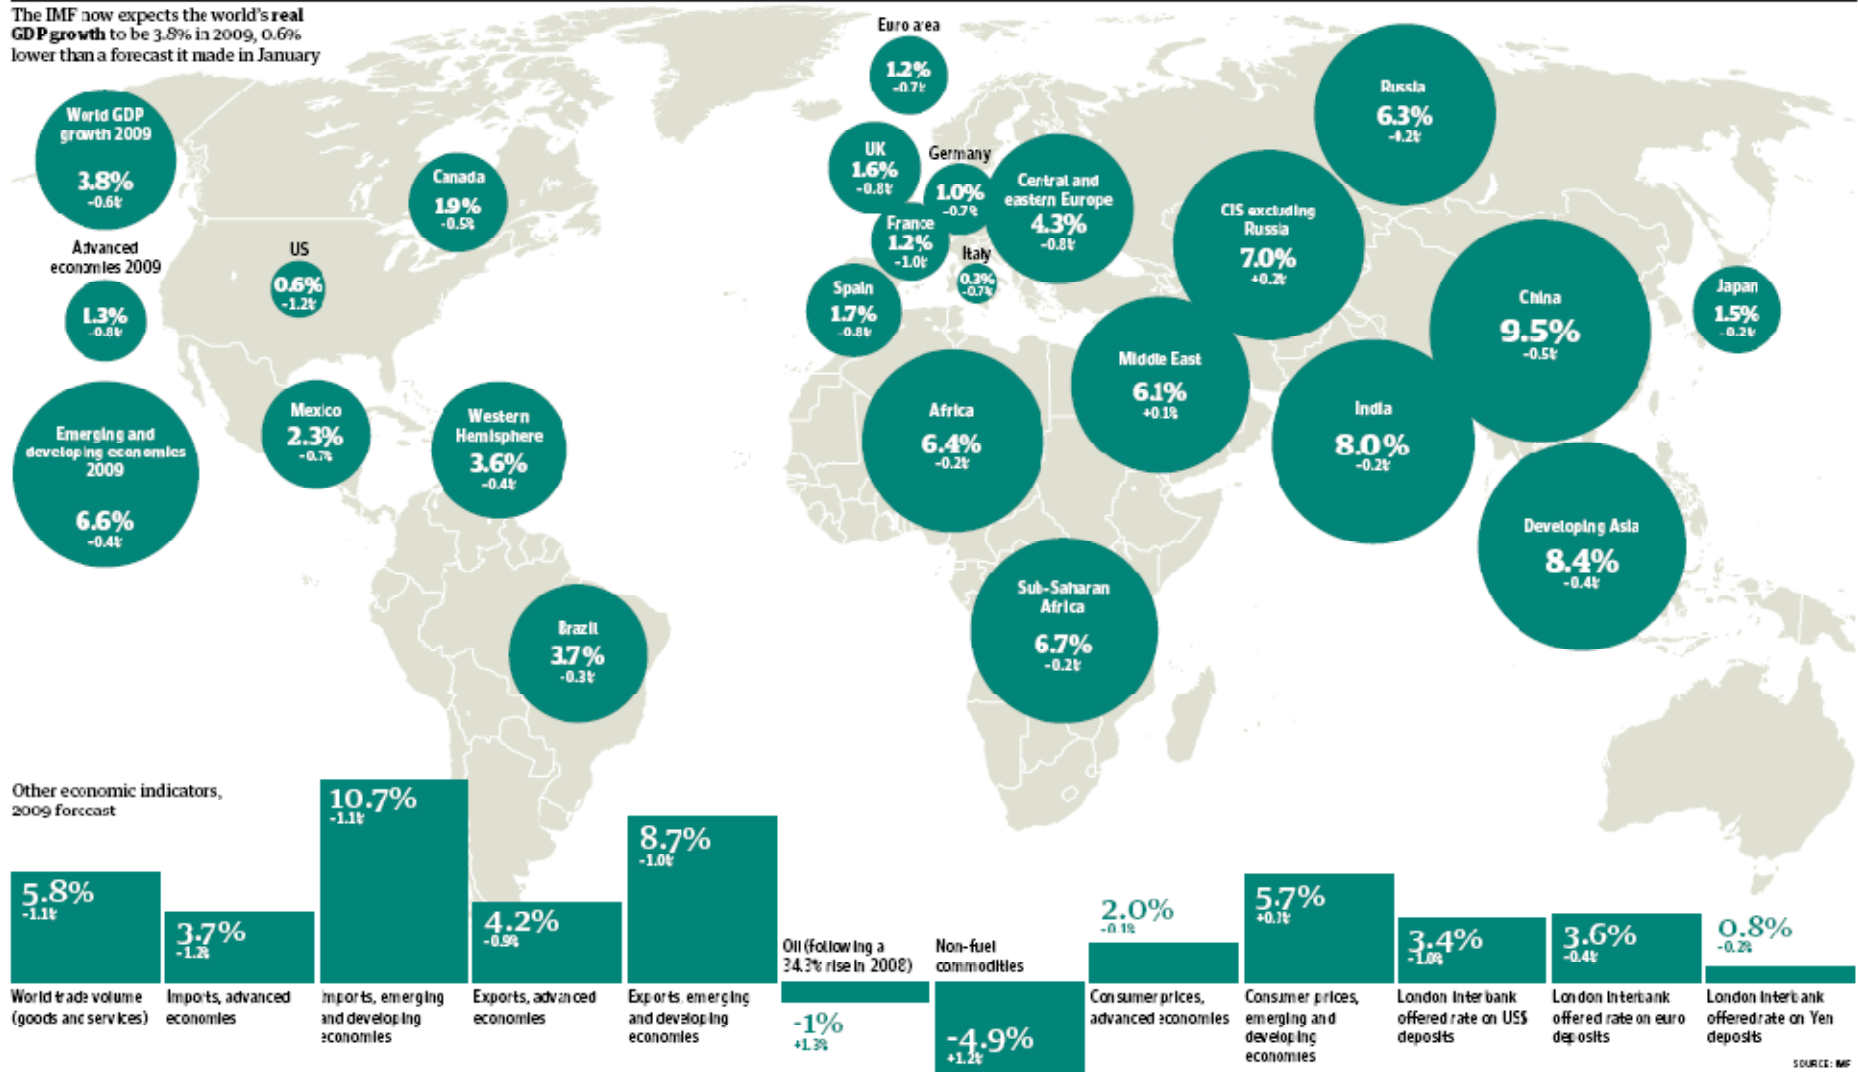 The IMF now expects the world's real
GDP growth to be 3.8% in 2009, 0.6%
lower than a forecast it made in January
World GDP
growth 2009
3.8%
-0.6%
Advanced
economies 2009
1.3%
-0.8%
Emerging and
developing economies
2009
6.6%
-0.4%
Canada
1.9%
-0.5%
US
0.6%
-1.2%
Mexico
2.3%
-0.7%
Western
Hemisphere
3.6%
-0.4%
Brazil
3.7%
-0.3%
Euro area
1.2%
-0.7%
UK
1.6%
-0.8%
Germany
1.0%
-0.7%
France
1.2%
-1.0%
Italy
0.3%
-0.7%
Spain
1.7%
-0.8%
Central and
eastern Europe
4.3%
-0.8%
Russia
6.3%
-0.2%
CIS excluding
Russia
7.0%
+0.2%
Middle East
6.1%
+0.1%
Africa
6.4%
-0.2%
Sub-Saharan
Africa
6.7%
-0.2%
India
8.0%
-0.2%
China
9.5%
-0.5%
Japan
1.5%
-0.2%
Developing Asia
8.4%
-0.4%
Other economic indicators,
2009 forecast
5.8%
-1.1%
World trade volume
(goods and services)
3.7%
-1.2%
Imports, advanced
economies
10.7%
-1.1%
Imports, emerging
and developing
economies
4.2%
-0.9%
Exports, advanced
economies
8.7%
-1.0%
Exports, emerging
and developing
economies
Oil (following a
34.3% rise in 2008)
-1%
+1.3%
Non-fuel
commodities
-4.9%
+1.2%
2.0%
-0.1%
Consumer prices,
advanced economies
5.7%
Consumer prices,
emerging and
developing
economies
3.4%
-1.0%
London interbank
offered rate on US$
deposits
3.6%
-0.4%
London interbank
offered rate on euro
deposits
0.8%
-0.2%
London interbank
offered rate on Yen
deposits
SOURCE: IMF